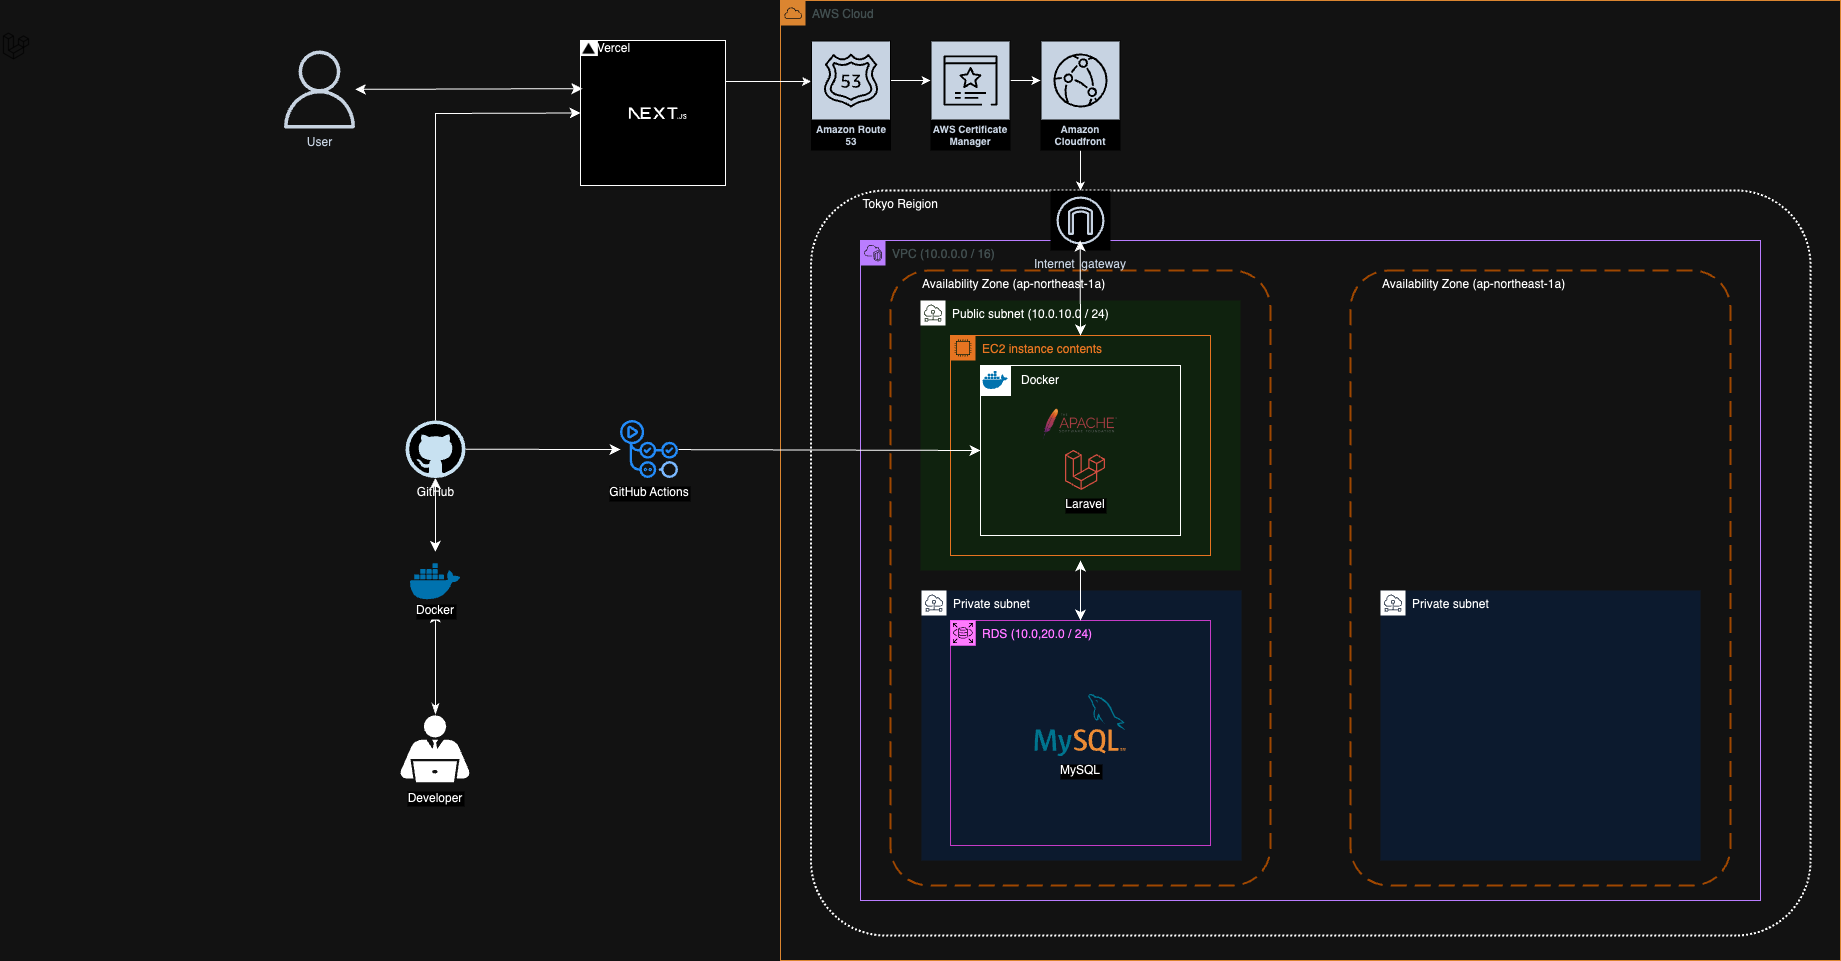 AWS Cloud
Vercel
NEXT.JS
User
53
Amazon Route
53
AWS Certificate
Manager
Amazon
Cloudfront
Tokyo Reigion
VPC (10.0.0.0 / 16)
Internet gateway
Availability Zone (ap-northeast-1a)
Availability Zone (ap-northeast-1a)
Public subnet (10.0.10.0 / 24)
EC2 instance contents
Docker
APACHE
Laravel
GitHub
GitHub Actions
Docker
Developer
Private subnet
Private subnet
RDS (10.0,20.0 / 24)
MySQL
MySQL